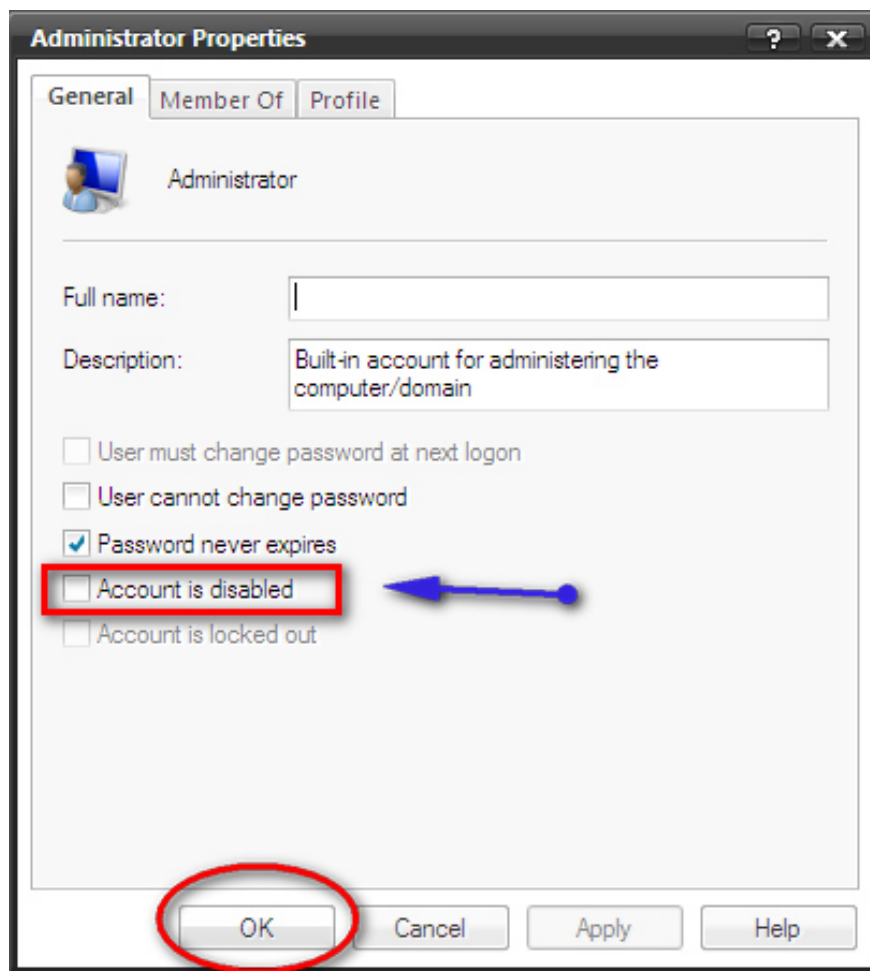 Administrator Properties
General Member Of Profile
Administrator
Full name:
Description: Built-in account for administering the
computer/domain
User must change password at next logon
User cannot change password
Password never expires
Account is disabled
Account is locked out
OK Cancel Apply Help